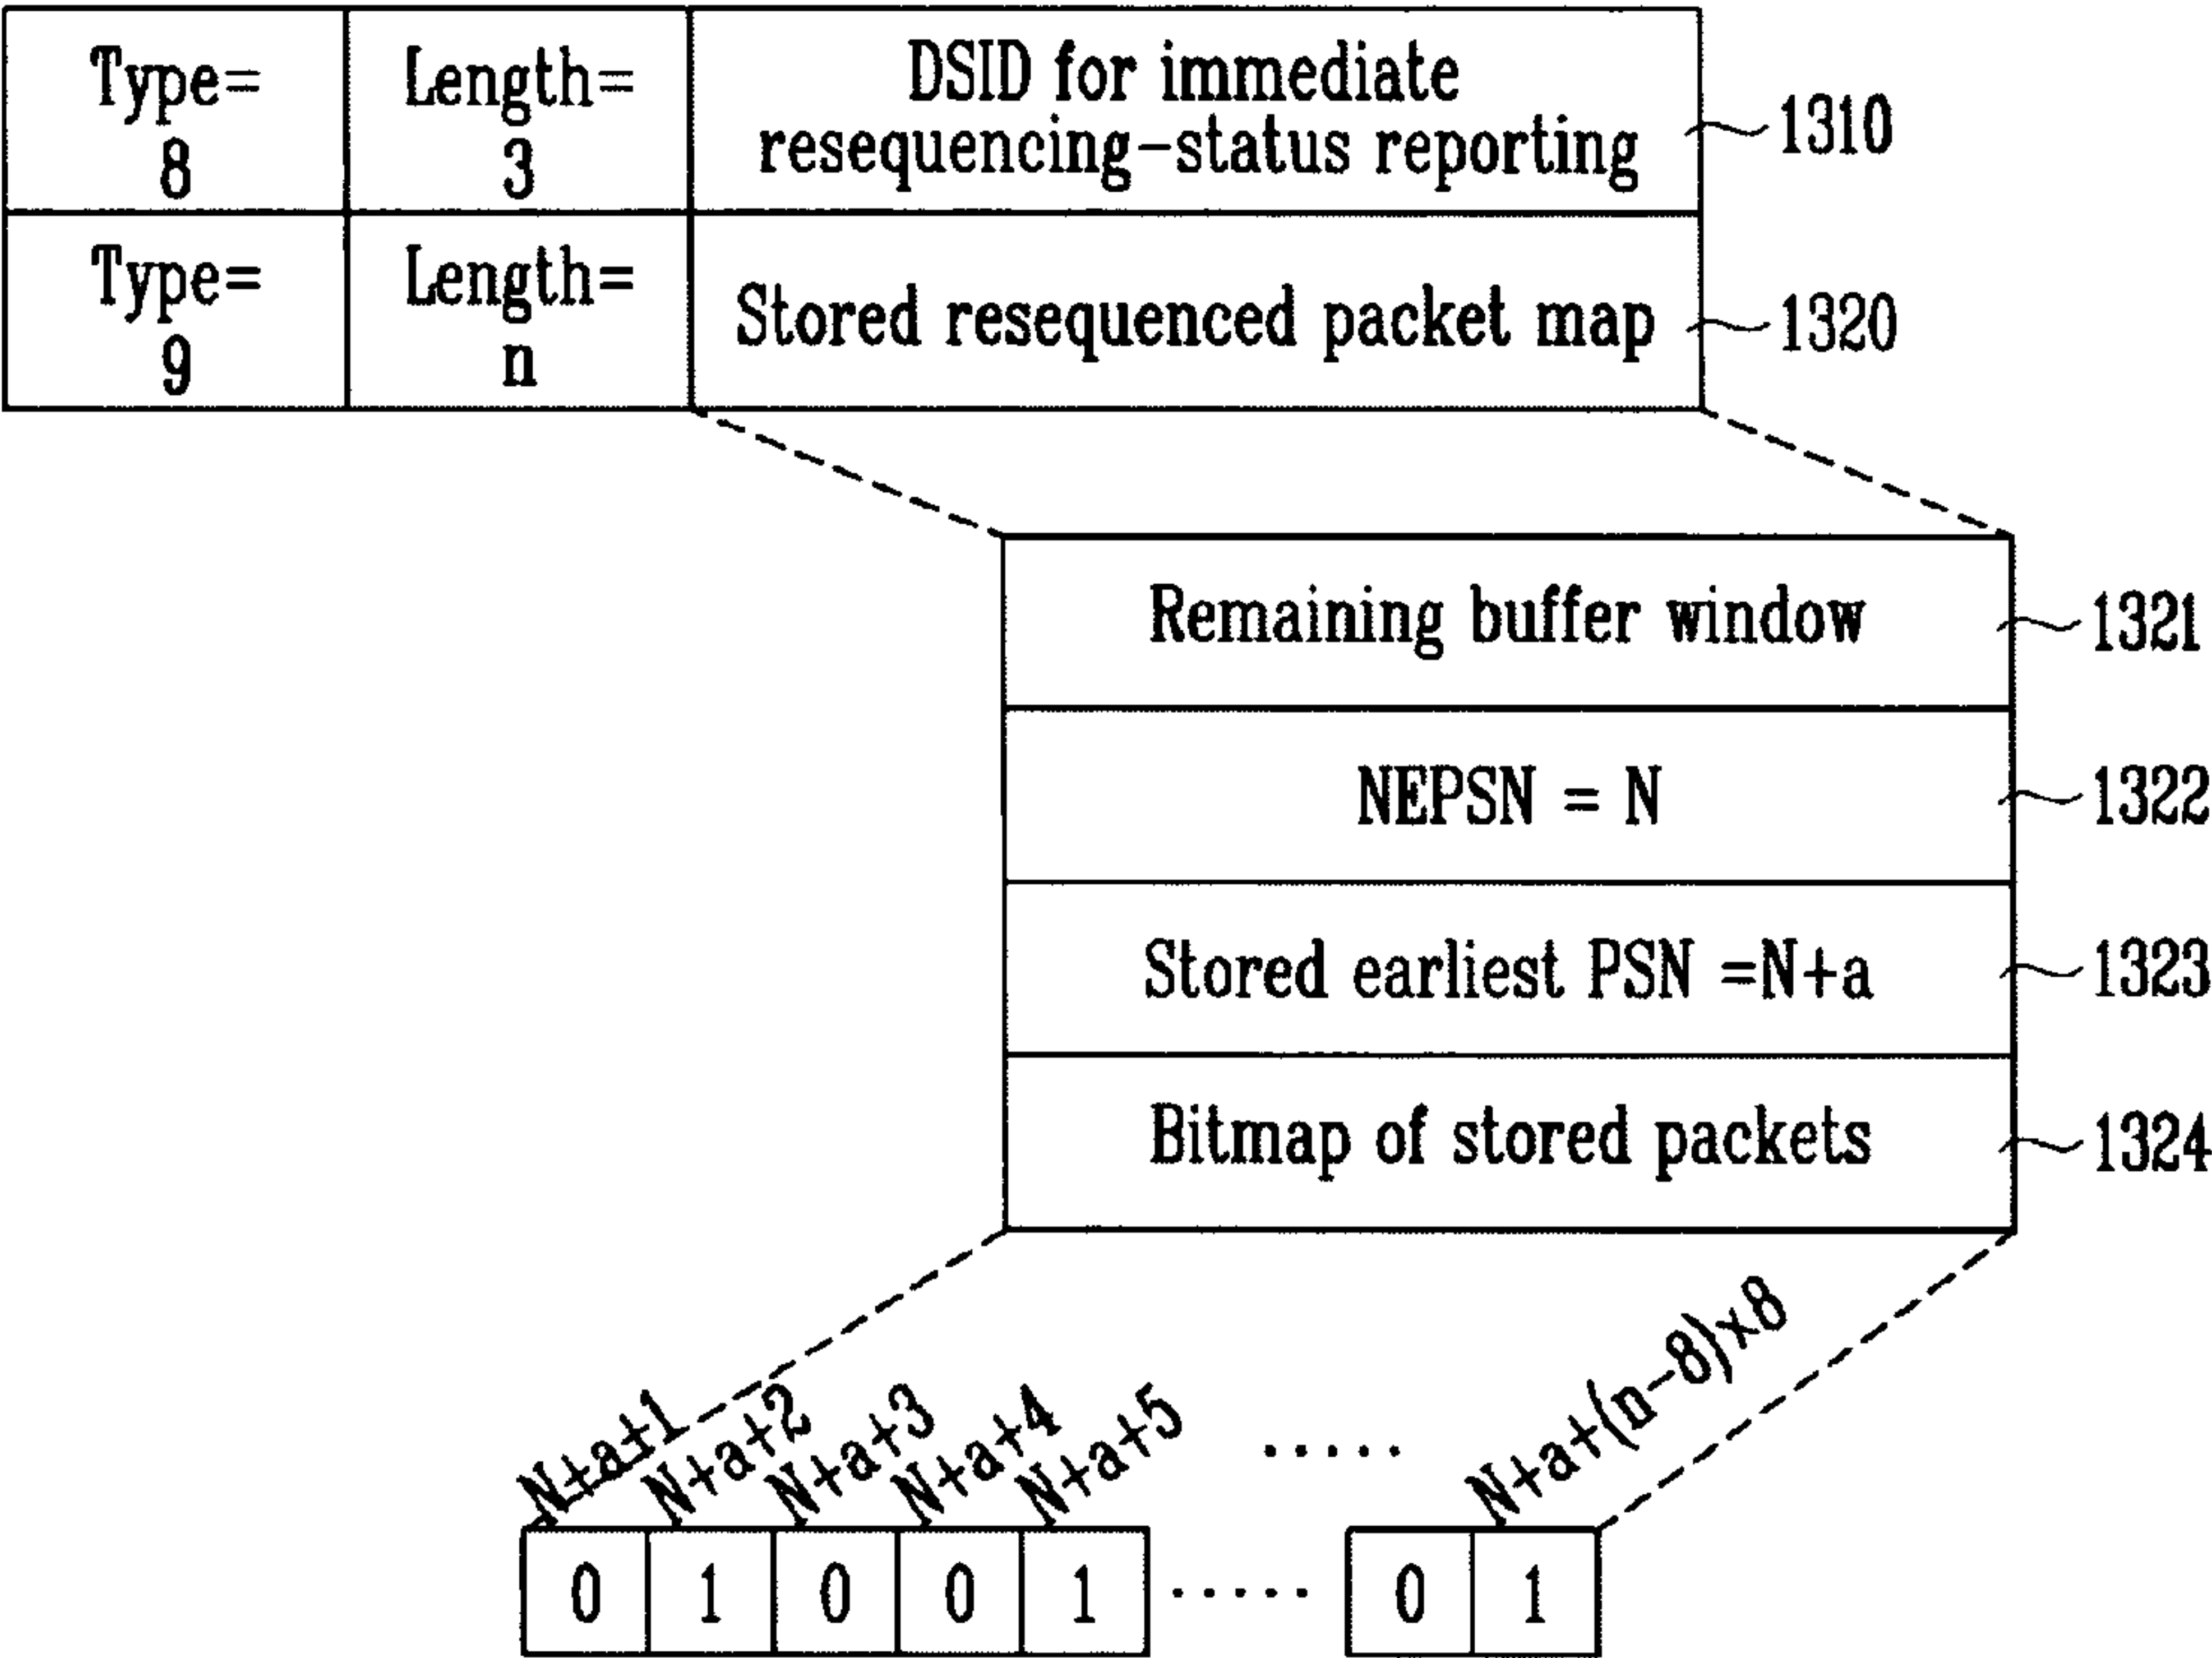 Type=
8
Length=
3
DSID for immediate
resequencing-status reporting
1310
Type=
9
Length=
n
Stored resequenced packet map
1320
Remaining buffer window
1321
NEPSN = N
1322
Stored earliest PSN =N+a
1323
Bitmap of stored packets
1324
N+a+1
N+a+2
N+a+3
N+a+4
N+a+5
.....
N+a+(n-8)x8
0 1 0 0 1 ..... 0 1